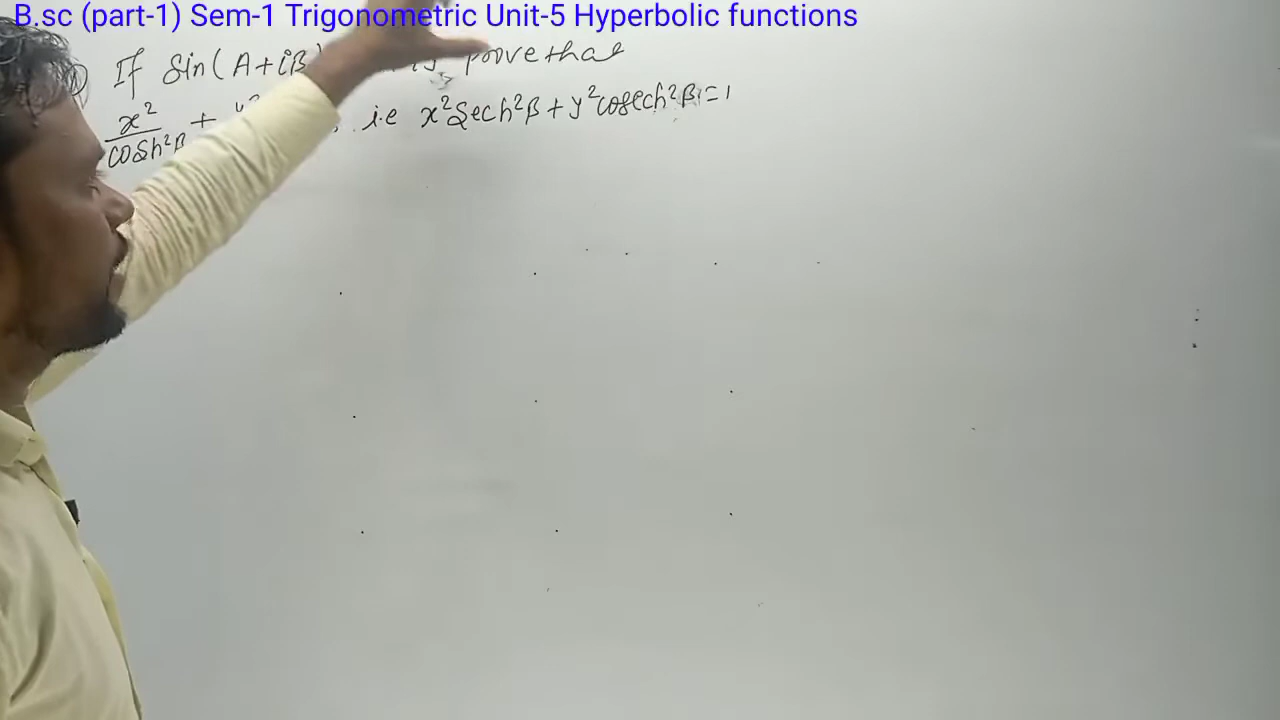 B.sc (part-1) Sem-1 Trigonometric Unit-5 Hyperbolic functions
If Sin(A+iB) prove that
x²/cosh²β + i.e x²Sech²β + y²cosech²β = 1